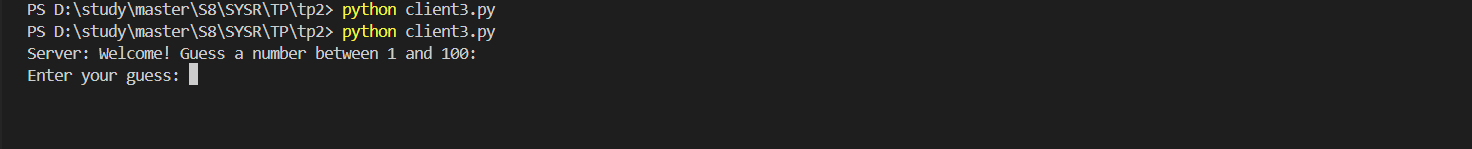 PS D:\study\master\S8\SYSR\TP\tp2> python client3.py
PS D:\study\master\S8\SYSR\TP\tp2> python client3.py
Server: Welcome! Guess a number between 1 and 100:
Enter your guess: